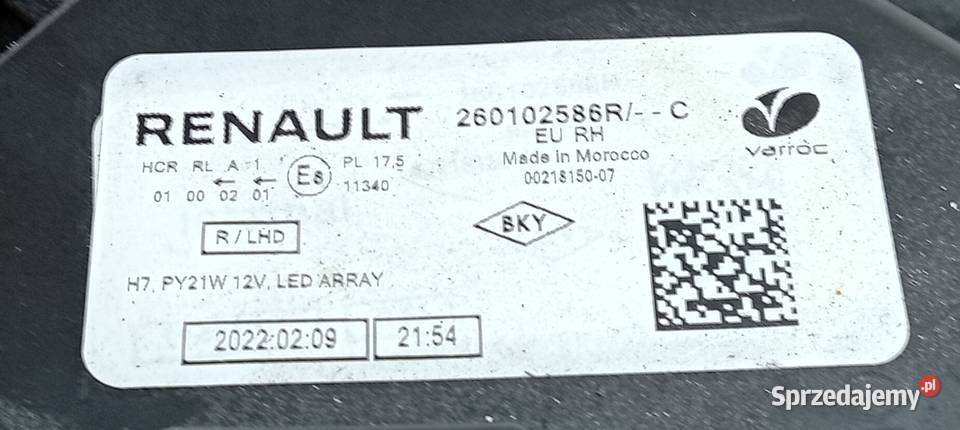 RENAULT
260102586R/- - C
EU RH
Made in Morocco
00218150-07
varroc
HCR RL A 1
01 00 02 01
E8
PL 17.5
11340
R / LHD
BKY
H7, PY21W 12V, LED ARRAY
2022:02:09
21:54
Sprzedajemy.pl